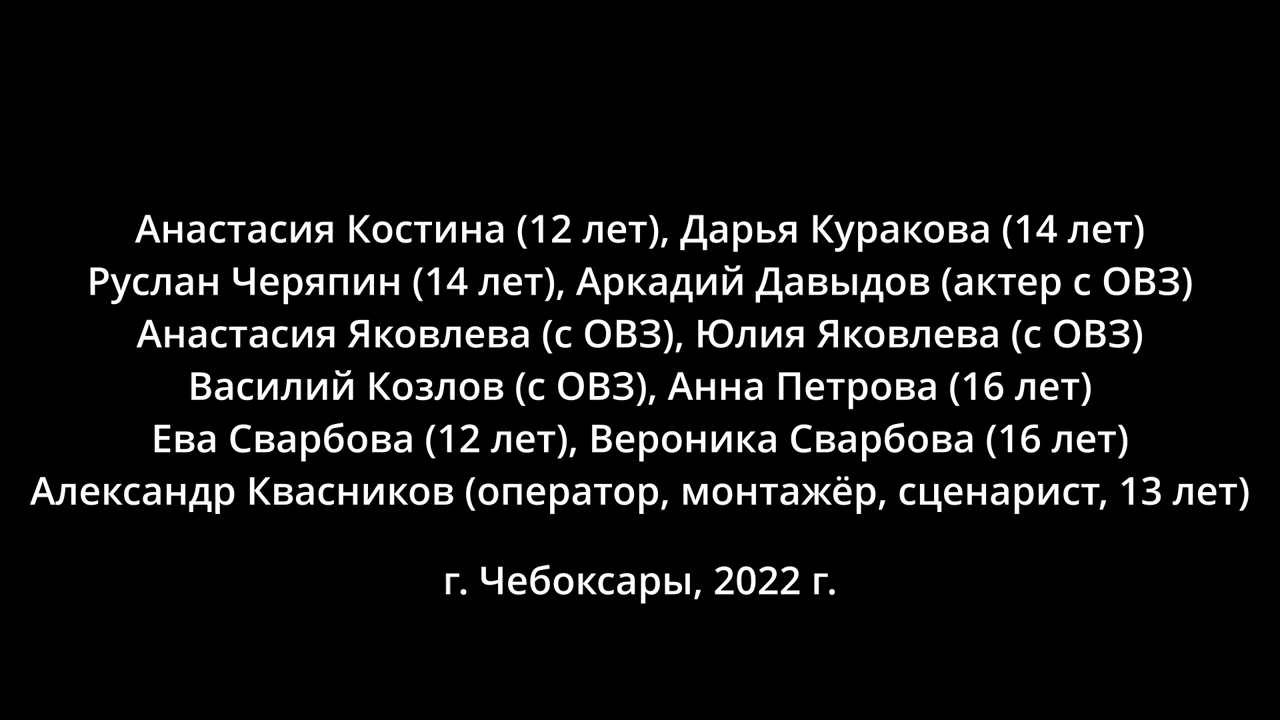 Анастасия Костина (12 лет), Дарья Куракова (14 лет)
Руслан Черяпин (14 лет), Аркадий Давыдов (актер с ОВЗ)
Анастасия Яковлева (с ОВЗ), Юлия Яковлева (с ОВЗ)
Василий Козлов (с ОВЗ), Анна Петрова (16 лет)
Ева Сварбова (12 лет), Вероника Сварбова (16 лет)
Александр Квасников (оператор, монтажёр, сценарист, 13 лет)
г. Чебоксары, 2022 г.